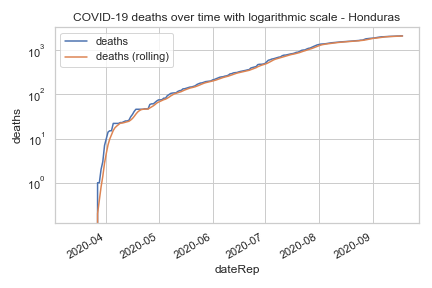 COVID-19 deaths over time with logarithmic scale - Honduras
deaths
deaths (rolling)
10³
10²
10¹
10⁰
deaths
2020-04
2020-05
2020-06
2020-07
2020-08
2020-09
dateRep